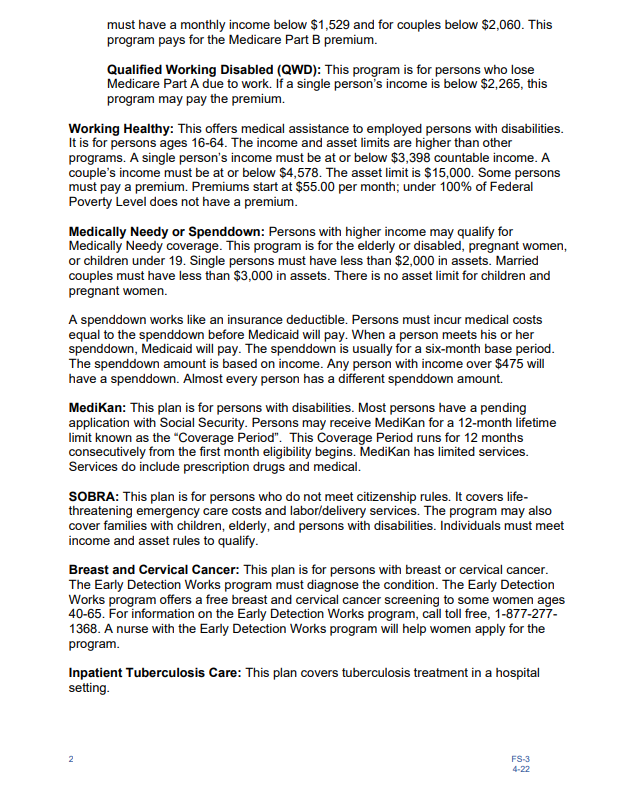 must have a monthly income below $1,529 and for couples below $2,060. This
program pays for the Medicare Part B premium.
Qualified Working Disabled (QWD): This program is for persons who lose
Medicare Part A due to work. If a single person's income is below $2,265, this
program may pay the premium.
Working Healthy: This offers medical assistance to employed persons with disabilities.
It is for persons ages 16-64. The income and asset limits are higher than other
programs. A single person's income must be at or below $3,398 countable income. A
couple's income must be at or below $4,578. The asset limit is $15,000. Some persons
must pay a premium. Premiums start at $55.00 per month; under 100% of Federal
Poverty Level does not have a premium.
Medically Needy or Spenddown: Persons with higher income may qualify for
Medically Needy coverage. This program is for the elderly or disabled, pregnant women,
or children under 19. Single persons must have less than $2,000 in assets. Married
couples must have less than $3,000 in assets. There is no asset limit for children and
pregnant women.
A spenddown works like an insurance deductible. Persons must incur medical costs
equal to the spenddown before Medicaid will pay. When a person meets his or her
spenddown, Medicaid will pay. The spenddown is usually for a six-month base period.
The spenddown amount is based on income. Any person with income over $475 will
have a spenddown. Almost every person has a different spenddown amount.
MediKan: This plan is for persons with disabilities. Most persons have a pending
application with Social Security. Persons may receive MediKan for a 12-month lifetime
limit known as the “Coverage Period”. This Coverage Period runs for 12 months
consecutively from the first month eligibility begins. MediKan has limited services.
Services do include prescription drugs and medical.
SOBRA: This plan is for persons who do not meet citizenship rules. It covers life-
threatening emergency care costs and labor/delivery services. The program may also
cover families with children, elderly, and persons with disabilities. Individuals must meet
income and asset rules to qualify.
Breast and Cervical Cancer: This plan is for persons with breast or cervical cancer.
The Early Detection Works program must diagnose the condition. The Early Detection
Works program offers a free breast and cervical cancer screening to some women ages
40-65. For information on the Early Detection Works program, call toll free, 1-877-277-
1368. A nurse with the Early Detection Works program will help women apply for the
program.
Inpatient Tuberculosis Care: This plan covers tuberculosis treatment in a hospital
setting.
2
FS-3
4-22